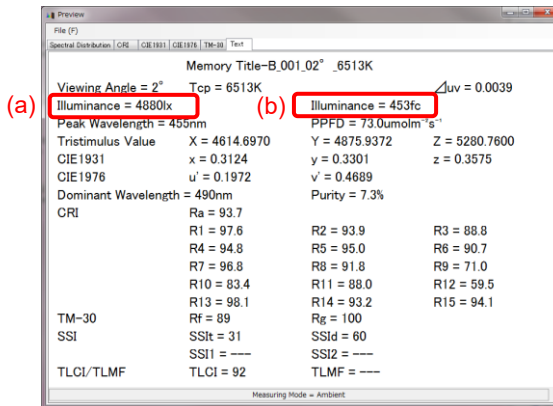 Preview
File (F)
Spectral Distribution CRI CIE1931 CIE1976 TM-30 Text
Memory Title-B_001_02° _6513K
Viewing Angle = 2° Tcp = 6513K ⊿uv = 0.0039
(a) Illuminance = 4880lx (b) Illuminance = 453fc
Peak Wavelength = 455nm PPFD = 73.0umolm⁻²s⁻¹
Tristimulus Value X = 4614.6970 Y = 4875.9372 Z = 5280.7600
CIE1931 x = 0.3124 y = 0.3301 z = 0.3575
CIE1976 u' = 0.1972 v' = 0.4689
Dominant Wavelength = 490nm Purity = 7.3%
CRI Ra = 93.7
R1 = 97.6 R2 = 93.9 R3 = 88.8
R4 = 94.8 R5 = 95.0 R6 = 90.7
R7 = 96.8 R8 = 91.8 R9 = 71.0
R10 = 83.4 R11 = 88.0 R12 = 59.5
R13 = 98.1 R14 = 93.2 R15 = 94.1
TM-30 Rf = 89 Rg = 100
SSI SSIt = 31 SSId = 60
SSI1 = --- SSI2 = ---
TLCI/TLMF TLCI = 92 TLMF = ---
Measuring Mode = Ambient